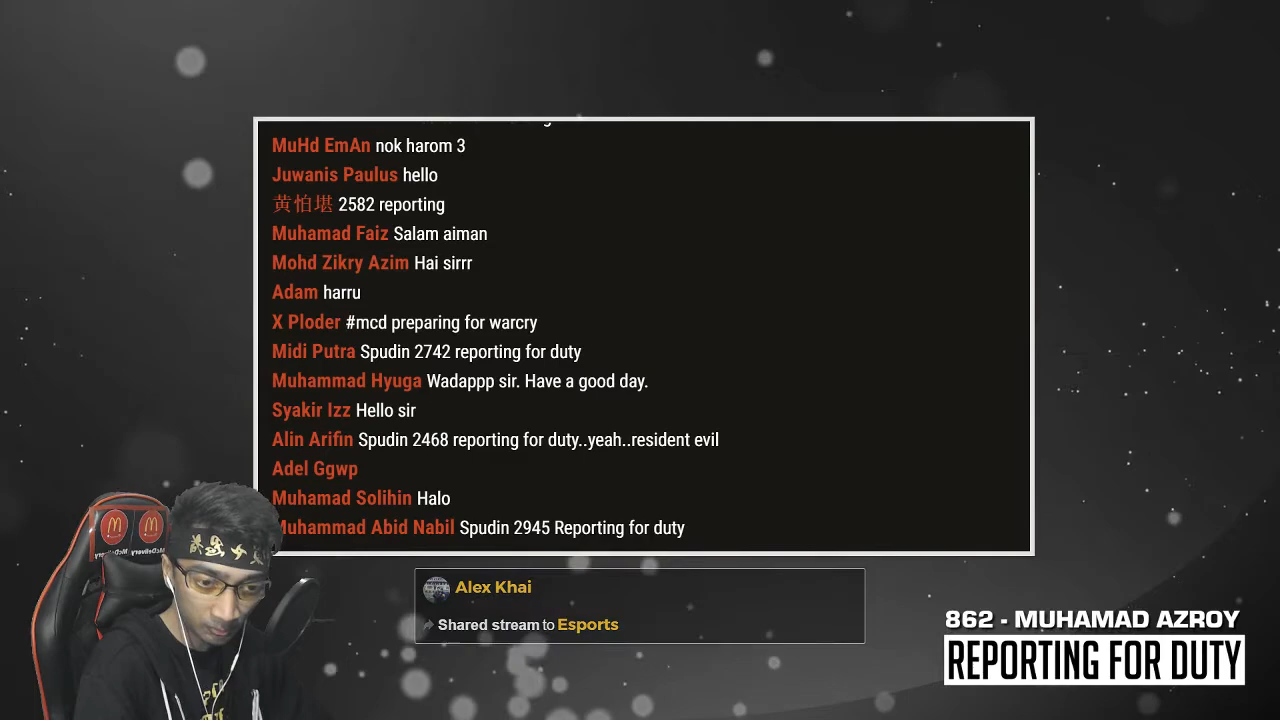 MuHd EmAn nok harom 3
Juwanis Paulus hello
黄怕堪 2582 reporting
Muhamad Faiz Salam aiman
Mohd Zikry Azim Hai sirrr
Adam harru
X Ploder #mcd preparing for warcry
Midi Putra Spudin 2742 reporting for duty
Muhammad Hyuga Wadappp sir. Have a good day.
Syakir Izz Hello sir
Alin Arifin Spudin 2468 reporting for duty..yeah..resident evil
Adel Ggwp
Muhamad Solihin Halo
Muhammad Abid Nabil Spudin 2945 Reporting for duty
Alex Khai
Shared stream to Esports
862 - MUHAMAD AZROY
REPORTING FOR DUTY